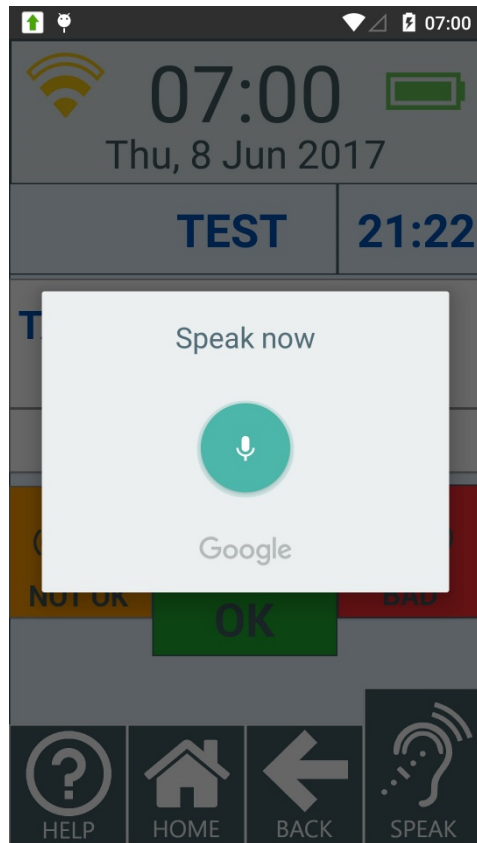 07:00
07:00
Thu, 8 Jun 2017
TEST 21:22
T
Speak now
Google
NOT OK
OK
BAD
HELP HOME BACK SPEAK